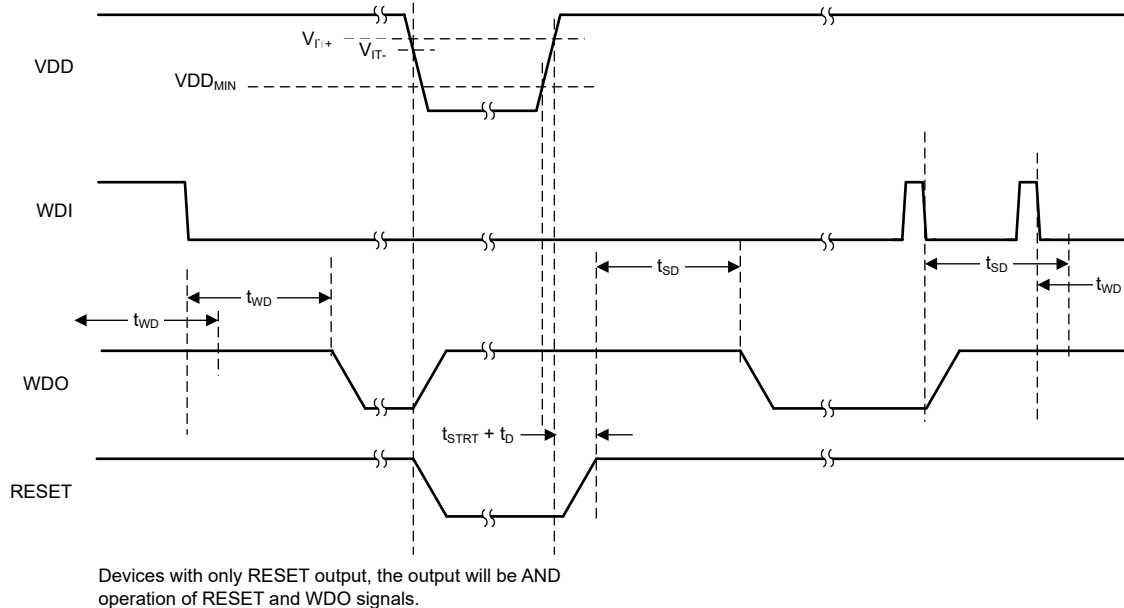 V_IT+
V_IT-
VDD
VDD_MIN
WDI
t_SD
t_SD
t_WD
t_WD
t_WD
WDO
t_STRT + t_D
RESET
Devices with only RESET output, the output will be AND
operation of RESET and WDO signals.